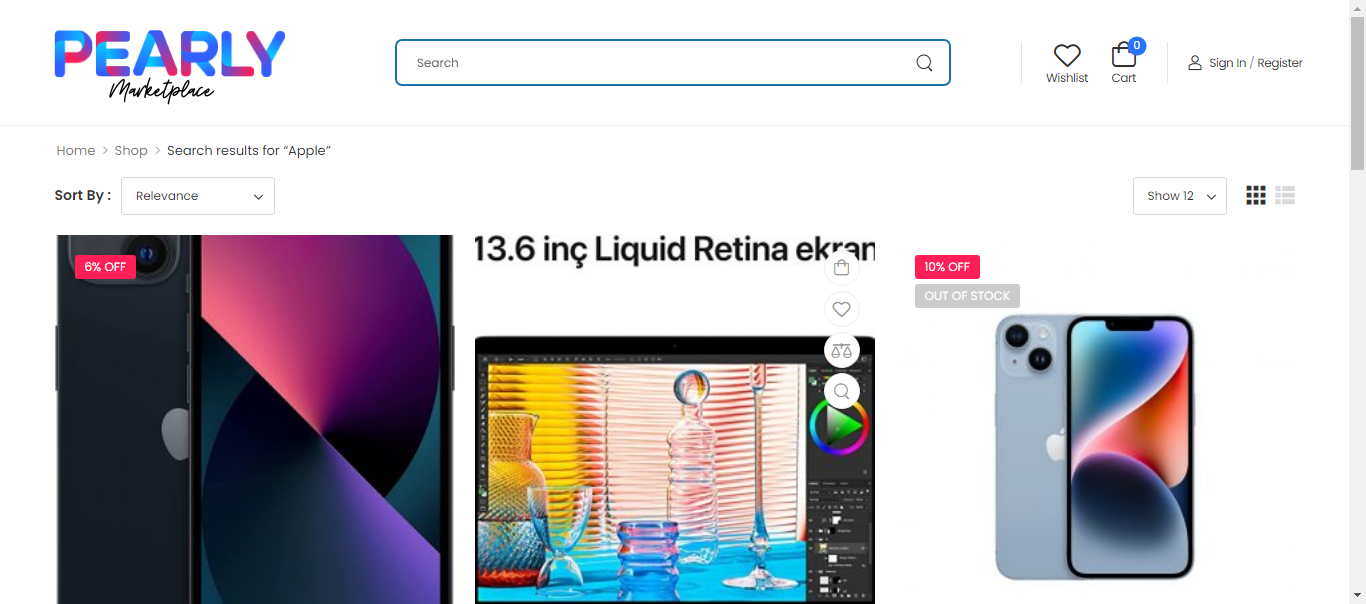 PEARLY
Marketplace
Search
Wishlist
0
Cart
Sign In / Register
Home > Shop > Search results for “Apple”
Sort By :
Relevance
Show 12
6% OFF
13.6 inç Liquid Retina ekran
10% OFF
OUT OF STOCK